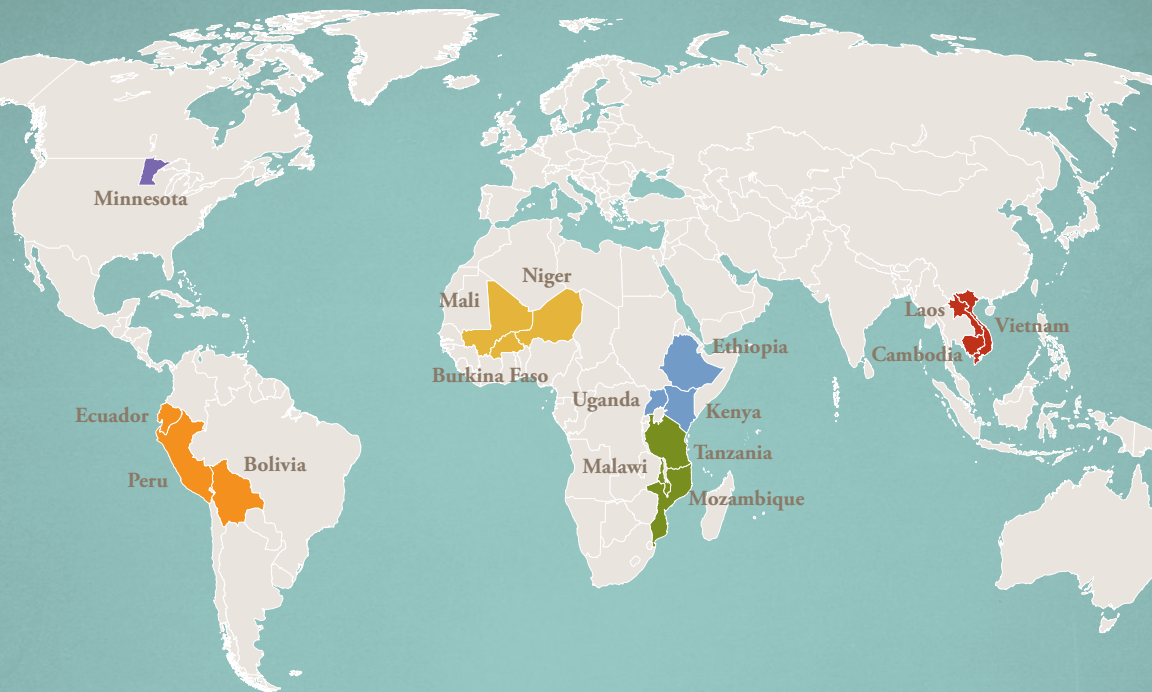 Minnesota
Niger
Mali
Laos
Vietnam
Ethiopia
Cambodia
Burkina Faso
Uganda
Kenya
Ecuador
Tanzania
Bolivia
Malawi
Peru
Mozambique